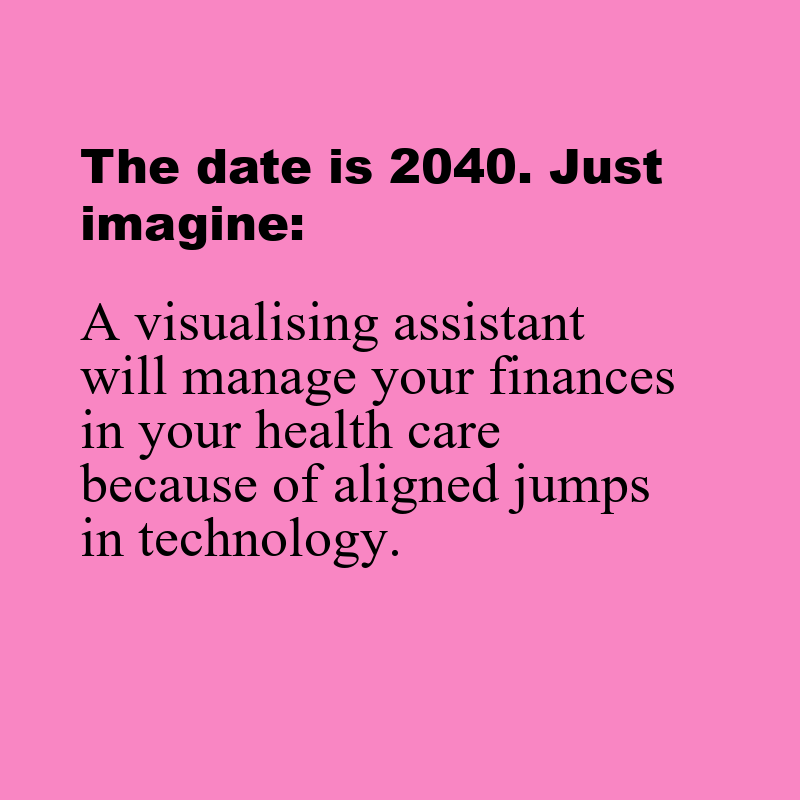 The date is 2040. Just
imagine:
A visualising assistant
will manage your finances
in your health care
because of aligned jumps
in technology.